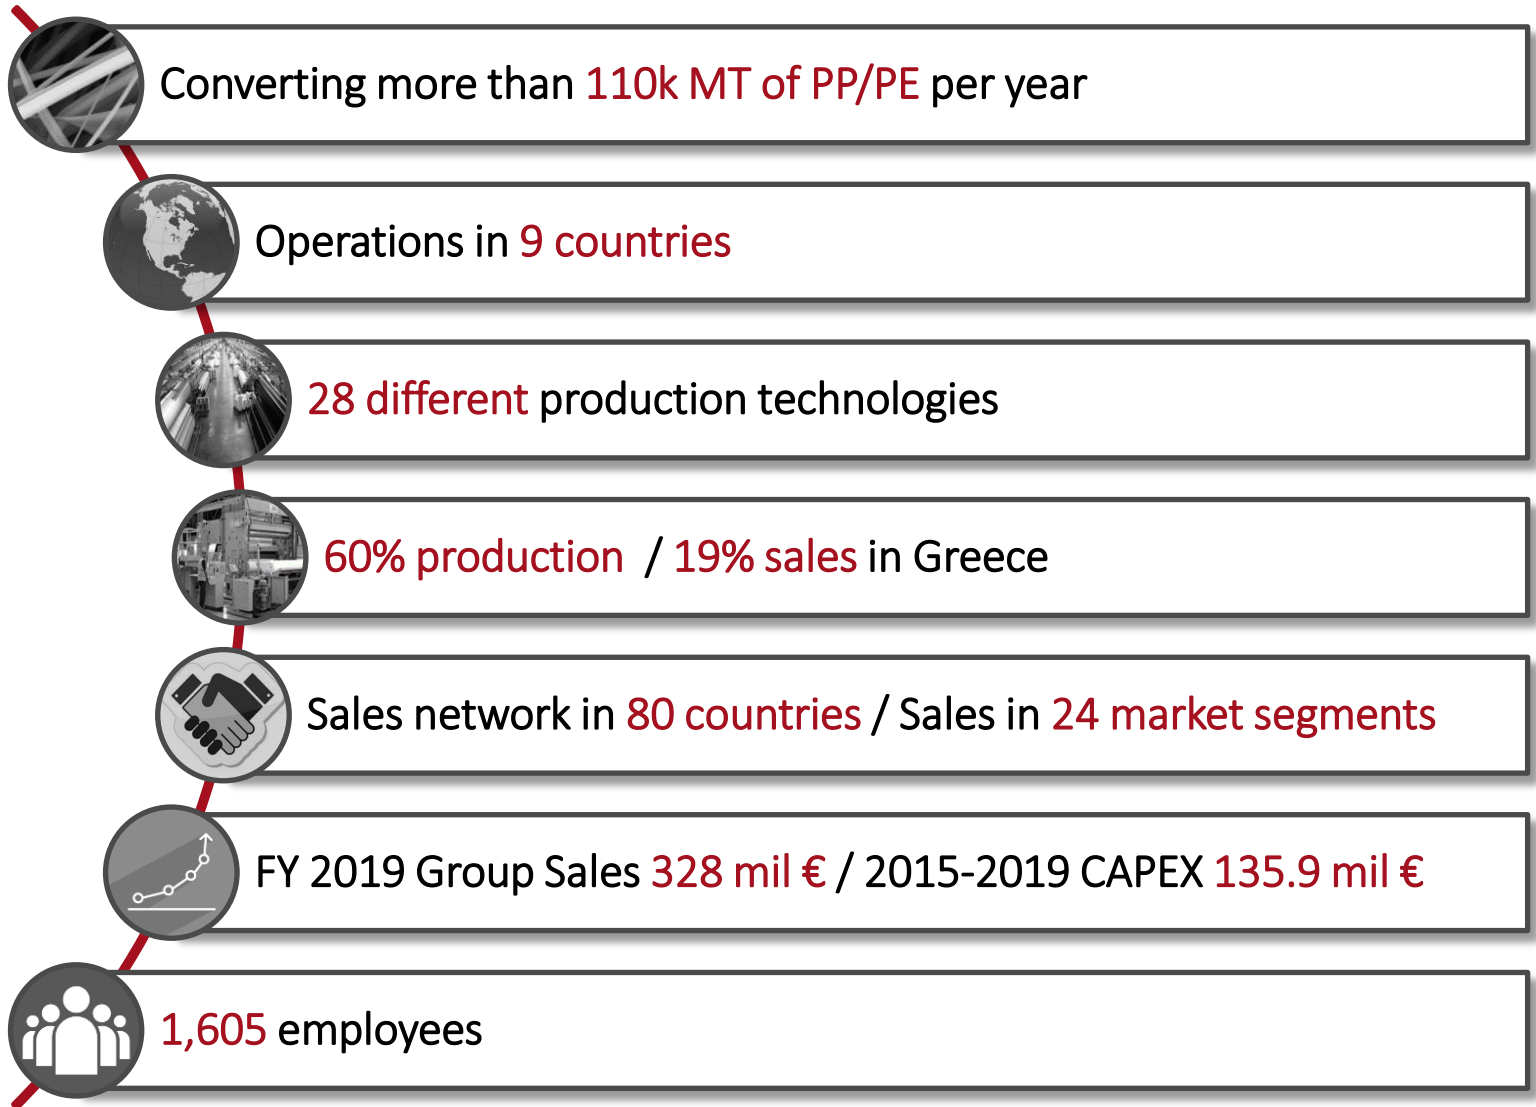 Converting more than 110k MT of PP/PE per year
Operations in 9 countries
28 different production technologies
60% production / 19% sales in Greece
Sales network in 80 countries / Sales in 24 market segments
FY 2019 Group Sales 328 mil € / 2015-2019 CAPEX 135.9 mil €
1,605 employees